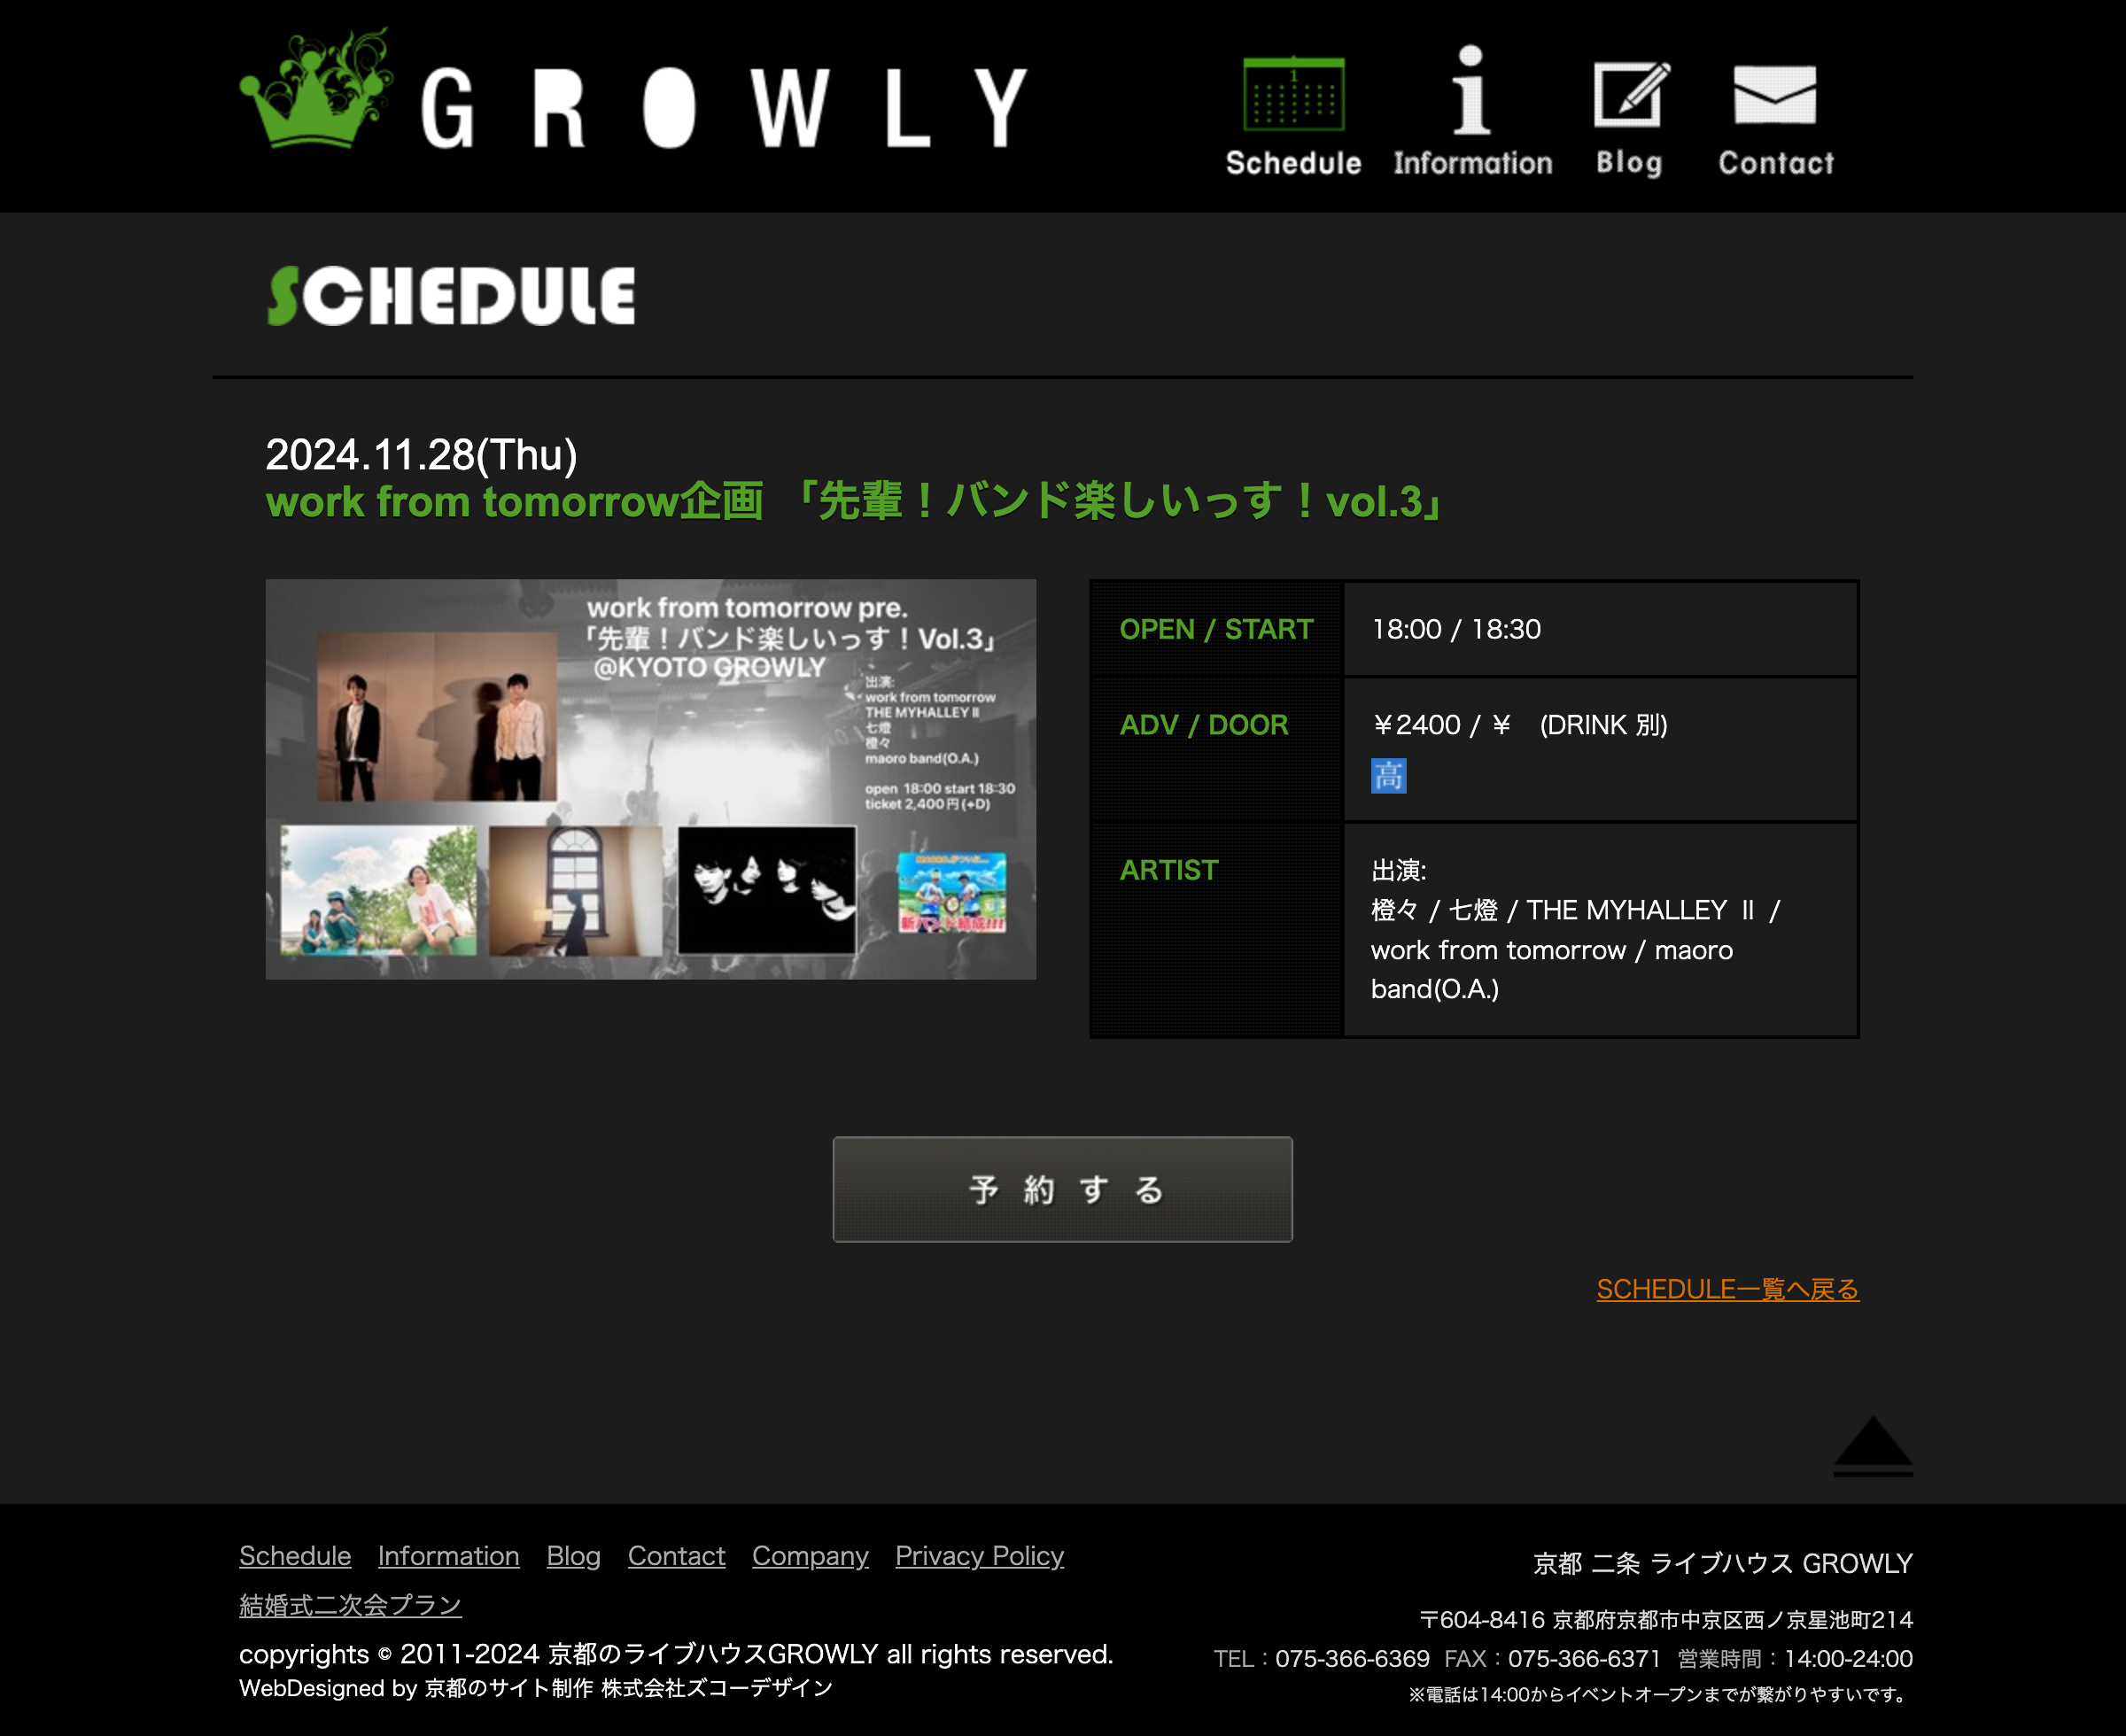 GROWLY
1
Schedule
Information
Blog
Contact
SCHEDULE
2024.11.28(Thu)
work from tomorrow企画 「先輩！バンド楽しいっす！vol.3」
work from tomorrow pre.
「先輩！バンド楽しいっす！Vol.3」
@KYOTO GROWLY
出演:
work from tomorrow
THE MYHALLEY Ⅱ
七燈
橙々
maoro band(O.A.)
open 18:00 start 18:30
ticket 2,400円(+D)
新バンド結成!!!
OPEN / START
18:00 / 18:30
ADV / DOOR
￥2400 / ￥ (DRINK 別)
高
ARTIST
出演:
橙々 / 七燈 / THE MYHALLEY Ⅱ /
work from tomorrow / maoro
band(O.A.)
予約する
SCHEDULE一覧へ戻る
Schedule Information Blog Contact Company Privacy Policy
結婚式二次会プラン
copyrights © 2011-2024 京都のライブハウスGROWLY all rights reserved.
WebDesigned by 京都のサイト制作 株式会社ズコーデザイン
京都 二条 ライブハウス GROWLY
〒604-8416 京都府京都市中京区西ノ京星池町214
TEL：075-366-6369 FAX：075-366-6371 営業時間：14:00-24:00
※電話は14:00からイベントオープンまでが繋がりやすいです。